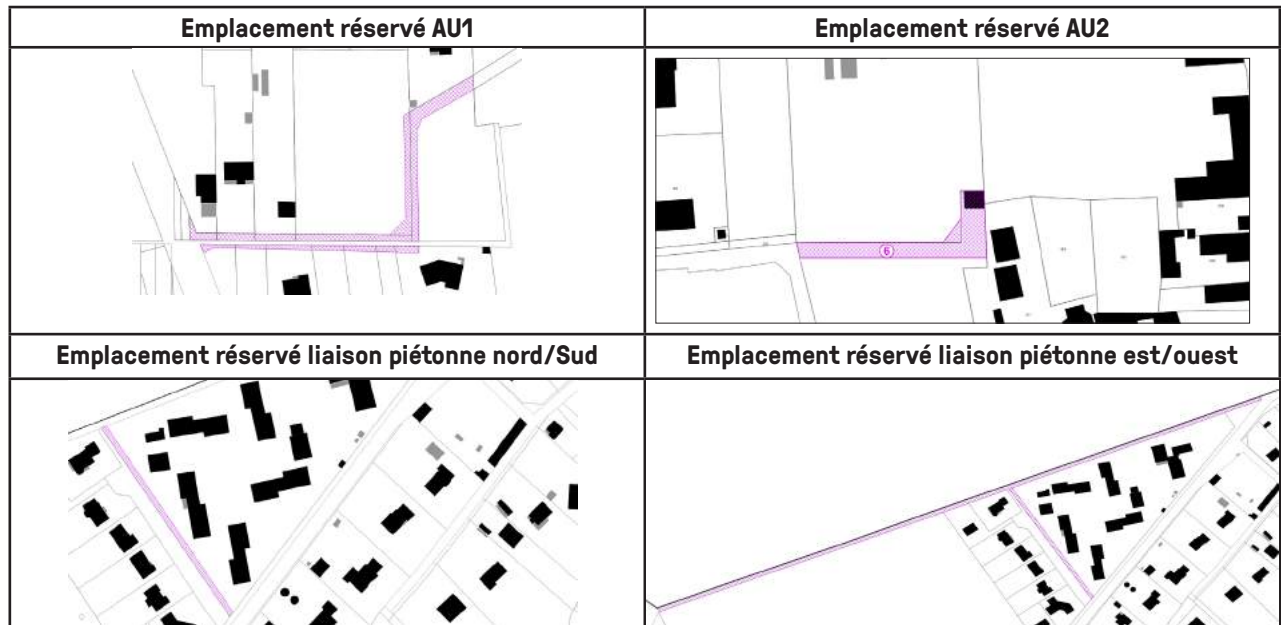 Emplacement réservé AU1
Emplacement réservé AU2
6
Emplacement réservé liaison piétonne nord/Sud
Emplacement réservé liaison piétonne est/ouest